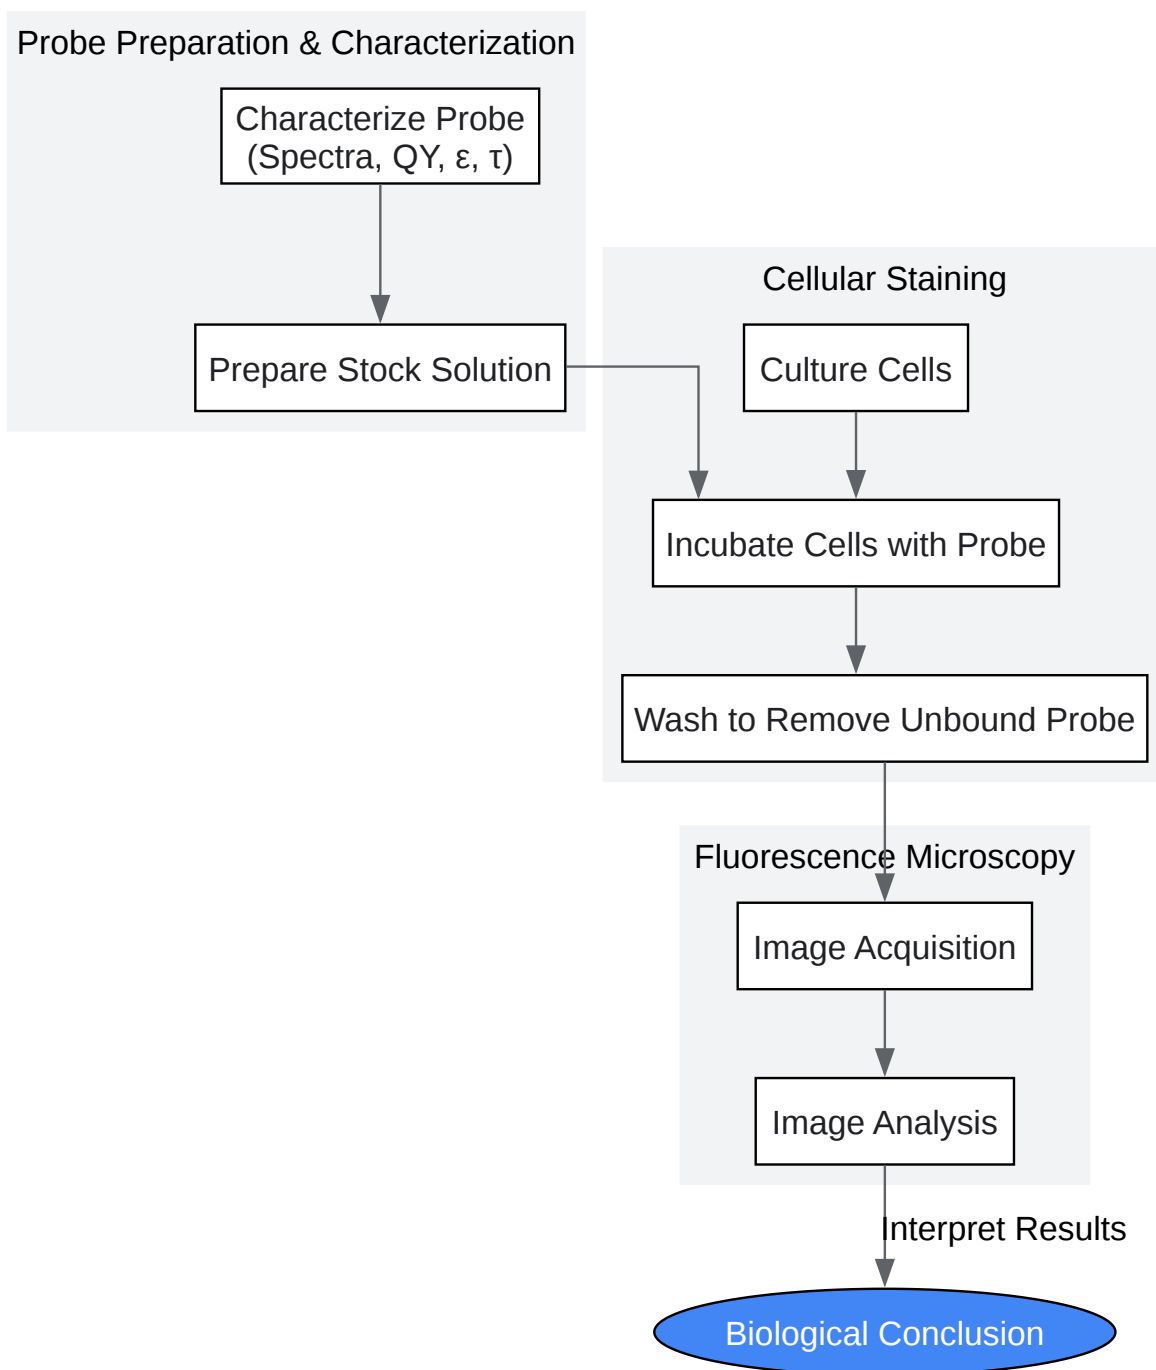 Probe Preparation & Characterization
Characterize Probe
(Spectra, QY, ε, τ)
Prepare Stock Solution
Cellular Staining
Culture Cells
Incubate Cells with Probe
Wash to Remove Unbound Probe
Fluorescence Microscopy
Image Acquisition
Image Analysis
Interpret Results
Biological Conclusion